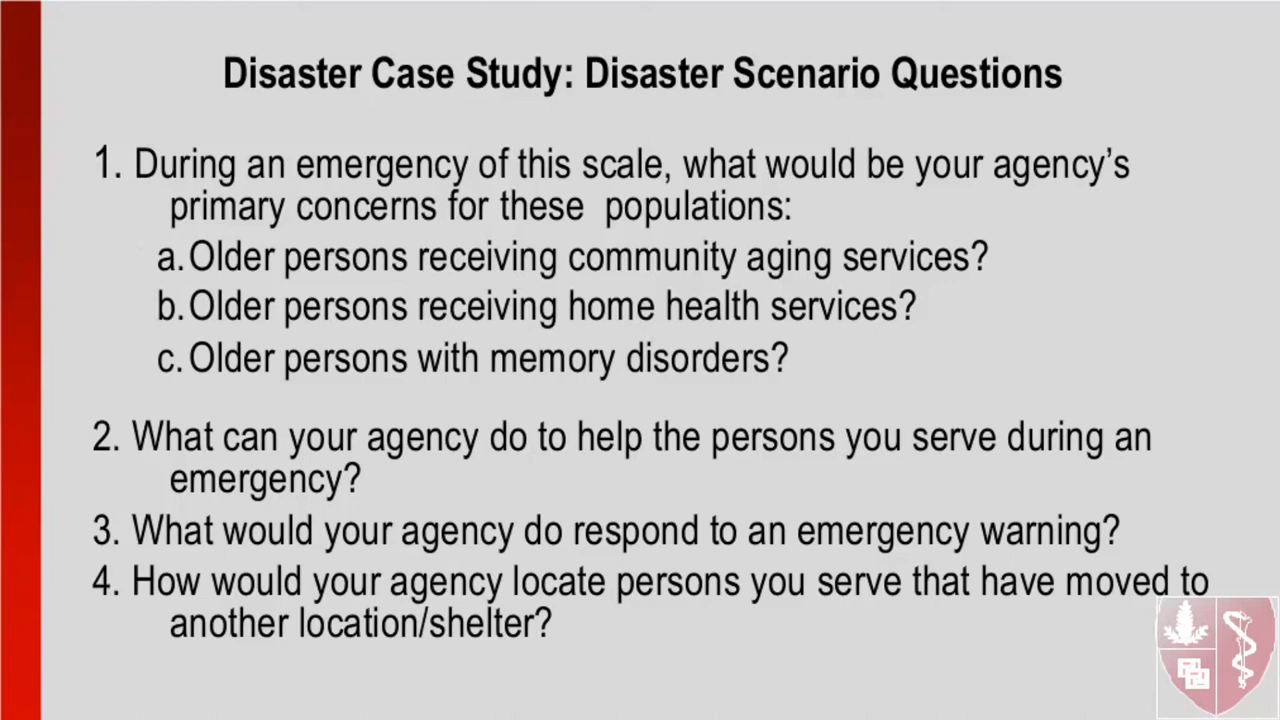 Disaster Case Study: Disaster Scenario Questions
1. During an emergency of this scale, what would be your agency’s
primary concerns for these populations:
a. Older persons receiving community aging services?
b. Older persons receiving home health services?
c. Older persons with memory disorders?
2. What can your agency do to help the persons you serve during an
emergency?
3. What would your agency do respond to an emergency warning?
4. How would your agency locate persons you serve that have moved to
another location/shelter?